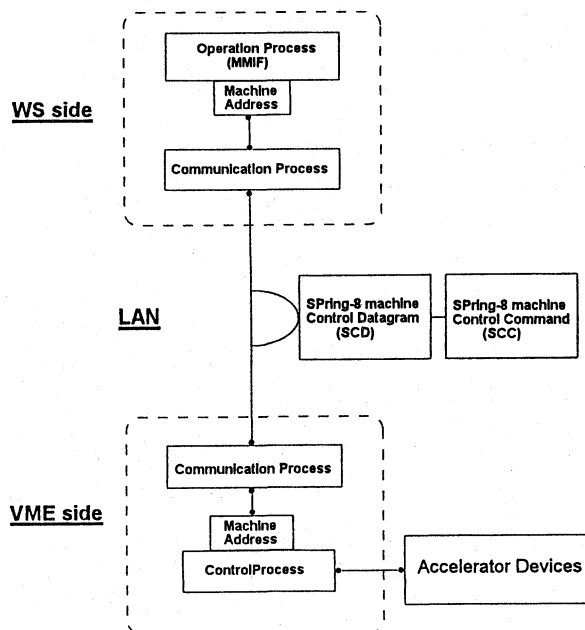 Operation Process
(MMIF)
Machine
Address
WS side
Communication Process
LAN
SPring-8 machine
Control Datagram
(SCD)
SPring-8 machine
Control Command
(SCC)
Communication Process
VME side
Machine
Address
ControlProcess
Accelerator Devices